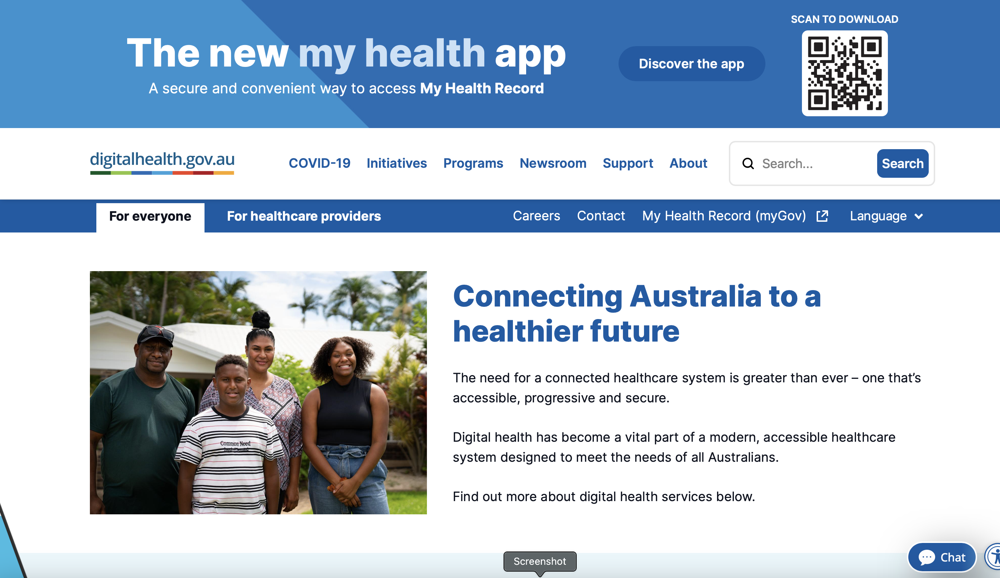 SCAN TO DOWNLOAD
The new my health app
A secure and convenient way to access My Health Record
Discover the app
digitalhealth.gov.au
COVID-19 Initiatives Programs Newsroom Support About
Search... Search
For everyone For healthcare providers Careers Contact My Health Record (myGov) Language
Connecting Australia to a
healthier future
The need for a connected healthcare system is greater than ever – one that’s
accessible, progressive and secure.
Digital health has become a vital part of a modern, accessible healthcare
system designed to meet the needs of all Australians.
Find out more about digital health services below.
Common Need
Screenshot
Chat